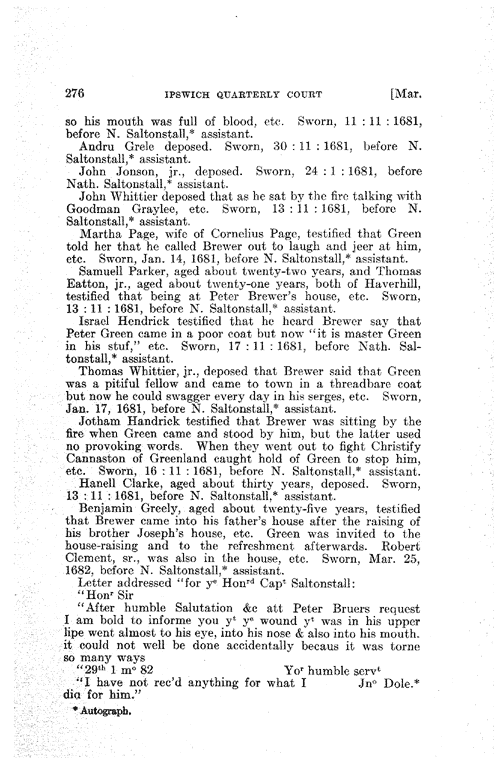 276 IPSWICH QUARTERLY COURT [Mar.
so his mouth was full of blood, etc. Sworn, 11 : 11 : 1681,
before N. Saltonstall,* assistant.
Andru Grele deposed. Sworn, 30 : 11 : 1681, before N.
Saltonstall,* assistant.
John Jonson, jr., deposed. Sworn, 24 : 1 : 1681, before
Nath. Saltonstall,* assistant.
John Whittier deposed that as he sat by the fire talking with
Goodman Graylee, etc. Sworn, 13 : 11 : 1681, before N.
Saltonstall,* assistant.
Martha Page, wife of Cornelius Page, testified that Green
told her that he called Brewer out to laugh and jeer at him,
etc. Sworn, Jan. 14, 1681, before N. Saltonstall,* assistant.
Samuell Parker, aged about twenty-two years, and Thomas
Eatton, jr., aged about twenty-one years, both of Haverhill,
testified that being at Peter Brewer's house, etc. Sworn,
13 : 11 : 1681, before N. Saltonstall,* assistant.
Israel Hendrick testified that he heard Brewer say that
Peter Green came in a poor coat but now "it is master Green
in his stuf," etc. Sworn, 17 : 11 : 1681, before Nath. Sal-
tonstall,* assistant.
Thomas Whittier, jr., deposed that Brewer said that Green
was a pitiful fellow and came to town in a threadbare coat
but now he could swagger every day in his serges, etc. Sworn,
Jan. 17, 1681, before N. Saltonstall,* assistant.
Jotham Handrick testified that Brewer was sitting by the
fire when Green came and stood by him, but the latter used
no provoking words. When they went out to fight Christify
Cannaston of Greenland caught hold of Green to stop him,
etc. Sworn, 16 : 11 : 1681, before N. Saltonstall,* assistant.
Hanell Clarke, aged about thirty years, deposed. Sworn,
13 : 11 : 1681, before N. Saltonstall,* assistant.
Benjamin Greely, aged about twenty-five years, testified
that Brewer came into his father's house after the raising of
his brother Joseph's house, etc. Green was invited to the
house-raising and to the refreshment afterwards. Robert
Clement, sr., was also in the house, etc. Sworn, Mar. 25,
1682, before N. Saltonstall,* assistant.
Letter addressed "for yᵉ Honʳᵈ Capᵗ Saltonstall:
"Honʳ Sir
"After humble Salutation &c att Peter Bruers request
I am bold to informe you yᵗ yᵉ wound yᵗ was in his upper
lipe went almost to his eye, into his nose & also into his mouth.
it could not well be done accidentally becaus it was torne
so many ways
"29ᵗʰ 1 mᵒ 82 Yoʳ humble servᵗ
"I have not rec'd anything for what I Jnᵒ Dole.*
did for him."
* Autograph.